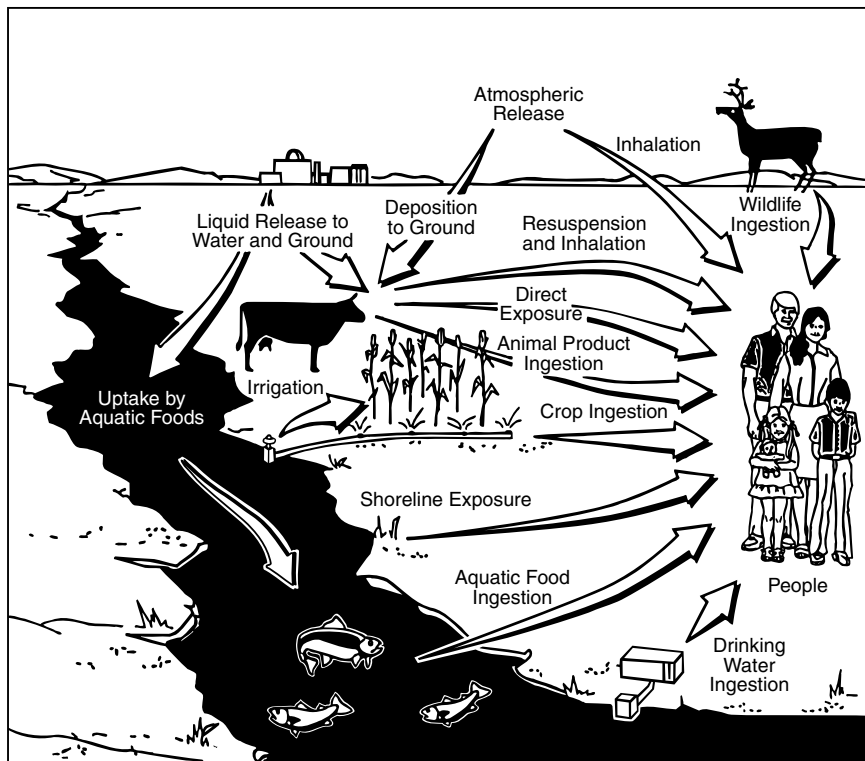 Atmospheric
Release
Inhalation
Wildlife
Ingestion
Liquid Release to
Water and Ground
Deposition
to Ground
Resuspension
and Inhalation
Direct
Exposure
Animal Product
Ingestion
Irrigation
Uptake by
Aquatic Foods
Crop Ingestion
Shoreline Exposure
Aquatic Food
Ingestion
People
Drinking
Water
Ingestion